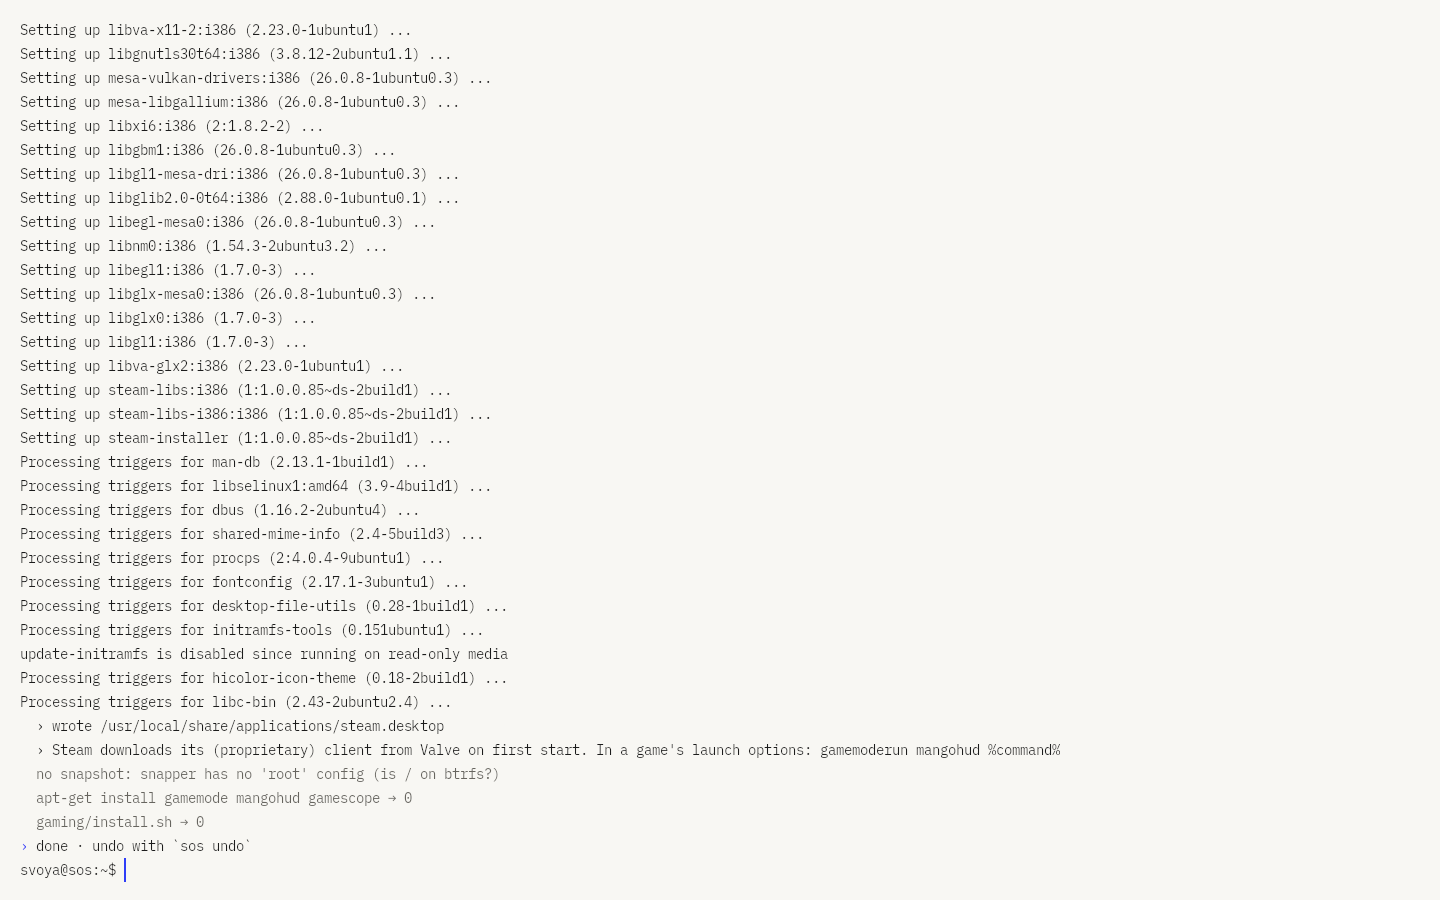 Setting up libva-x11-2:i386 (2.23.0-1ubuntu1) ...
Setting up libgnutls30t64:i386 (3.8.12-2ubuntu1.1) ...
Setting up mesa-vulkan-drivers:i386 (26.0.8-1ubuntu0.3) ...
Setting up mesa-libgallium:i386 (26.0.8-1ubuntu0.3) ...
Setting up libxi6:i386 (2:1.8.2-2) ...
Setting up libgbm1:i386 (26.0.8-1ubuntu0.3) ...
Setting up libgl1-mesa-dri:i386 (26.0.8-1ubuntu0.3) ...
Setting up libglib2.0-0t64:i386 (2.88.0-1ubuntu0.1) ...
Setting up libegl-mesa0:i386 (26.0.8-1ubuntu0.3) ...
Setting up libnm0:i386 (1.54.3-2ubuntu3.2) ...
Setting up libegl1:i386 (1.7.0-3) ...
Setting up libglx-mesa0:i386 (26.0.8-1ubuntu0.3) ...
Setting up libglx0:i386 (1.7.0-3) ...
Setting up libgl1:i386 (1.7.0-3) ...
Setting up libva-glx2:i386 (2.23.0-1ubuntu1) ...
Setting up steam-libs:i386 (1:1.0.0.85~ds-2build1) ...
Setting up steam-libs-i386:i386 (1:1.0.0.85~ds-2build1) ...
Setting up steam-installer (1:1.0.0.85~ds-2build1) ...
Processing triggers for man-db (2.13.1-1build1) ...
Processing triggers for libselinux1:amd64 (3.9-4build1) ...
Processing triggers for dbus (1.16.2-2ubuntu4) ...
Processing triggers for shared-mime-info (2.4-5build3) ...
Processing triggers for procps (2:4.0.4-9ubuntu1) ...
Processing triggers for fontconfig (2.17.1-3ubuntu1) ...
Processing triggers for desktop-file-utils (0.28-1build1) ...
Processing triggers for initramfs-tools (0.151ubuntu1) ...
update-initramfs is disabled since running on read-only media
Processing triggers for hicolor-icon-theme (0.18-2build1) ...
Processing triggers for libc-bin (2.43-2ubuntu2.4) ...
› wrote /usr/local/share/applications/steam.desktop
› Steam downloads its (proprietary) client from Valve on first start. In a game's launch options: gamemoderun mangohud %command%
no snapshot: snapper has no 'root' config (is / on btrfs?)
apt-get install gamemode mangohud gamescope → 0
gaming/install.sh → 0
› done · undo with `sos undo`
svoya@sos:~$